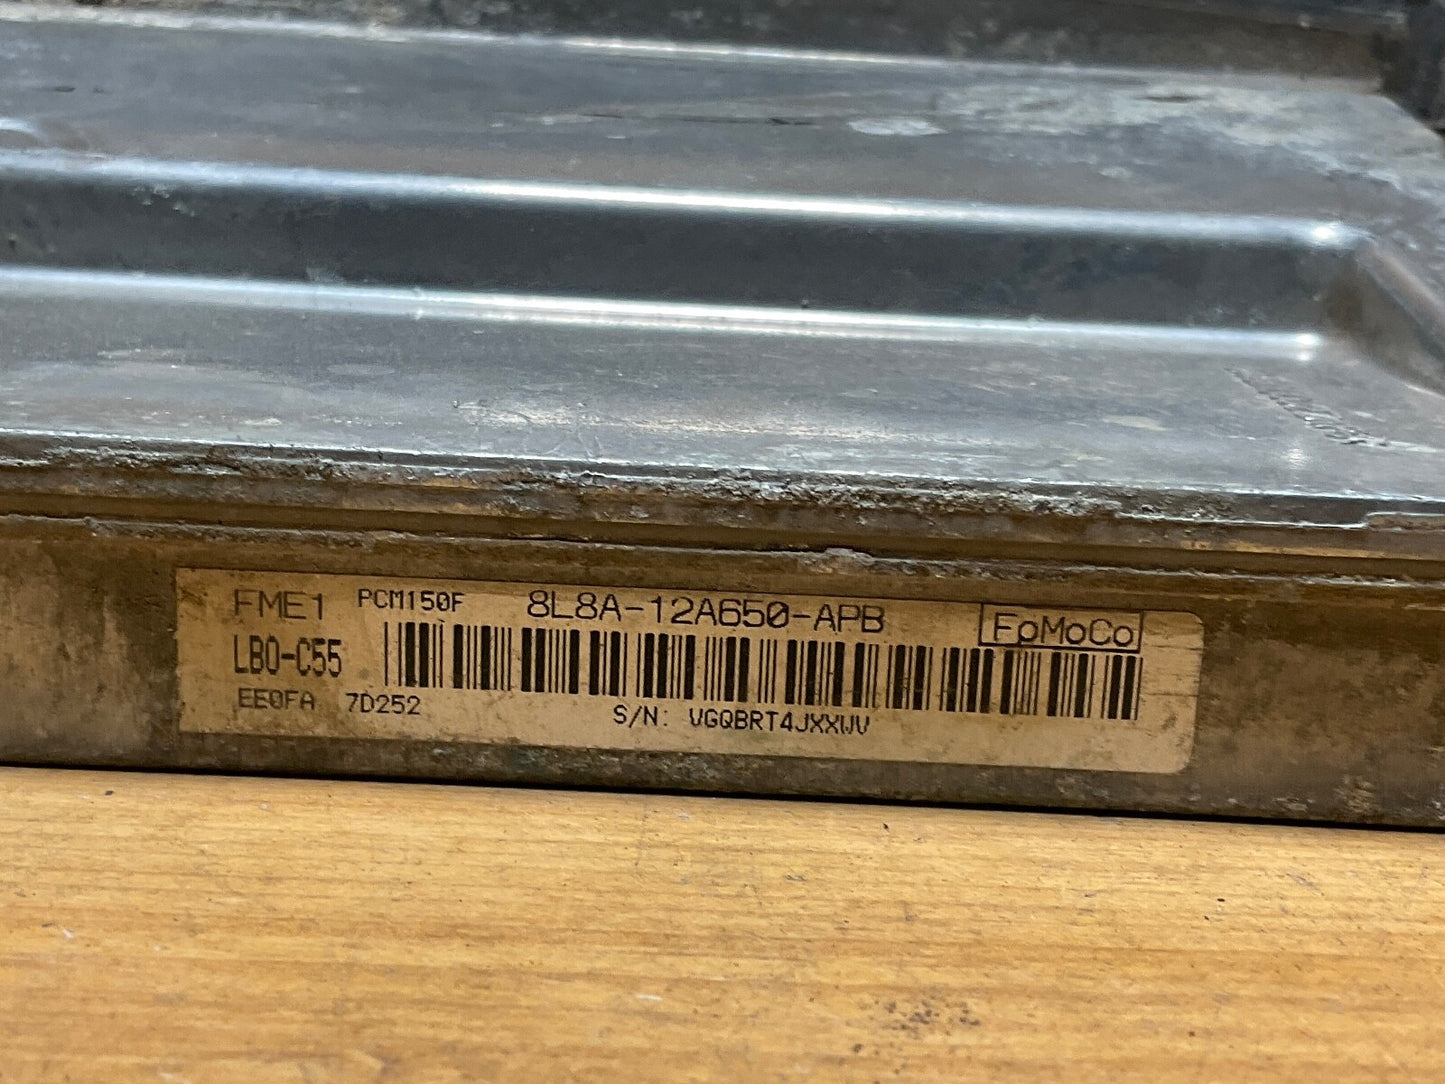 FME1 PCM150F 8L8A-12A650-APB FoMoCo
LB0-C55
EE0FA 7D252 S/N: VGQBRT4JXXWV